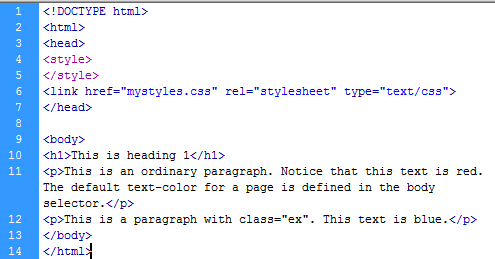 1 <!DOCTYPE html>
2 <html>
3 <head>
4 <style>
5 </style>
6 <link href="mystyles.css" rel="stylesheet" type="text/css">
7 </head>
8
9 <body>
10 <h1>This is heading 1</h1>
11 <p>This is an ordinary paragraph. Notice that this text is red.
The default text-color for a page is defined in the body
selector.</p>
12 <p>This is a paragraph with class="ex". This text is blue.</p>
13 </body>
14 </html>